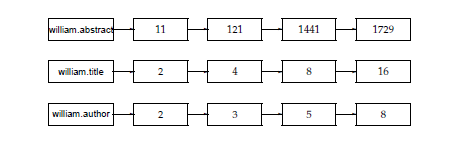 william.abstract 11 121 1441 1729
william.title 2 4 8 16
william.author 2 3 5 8